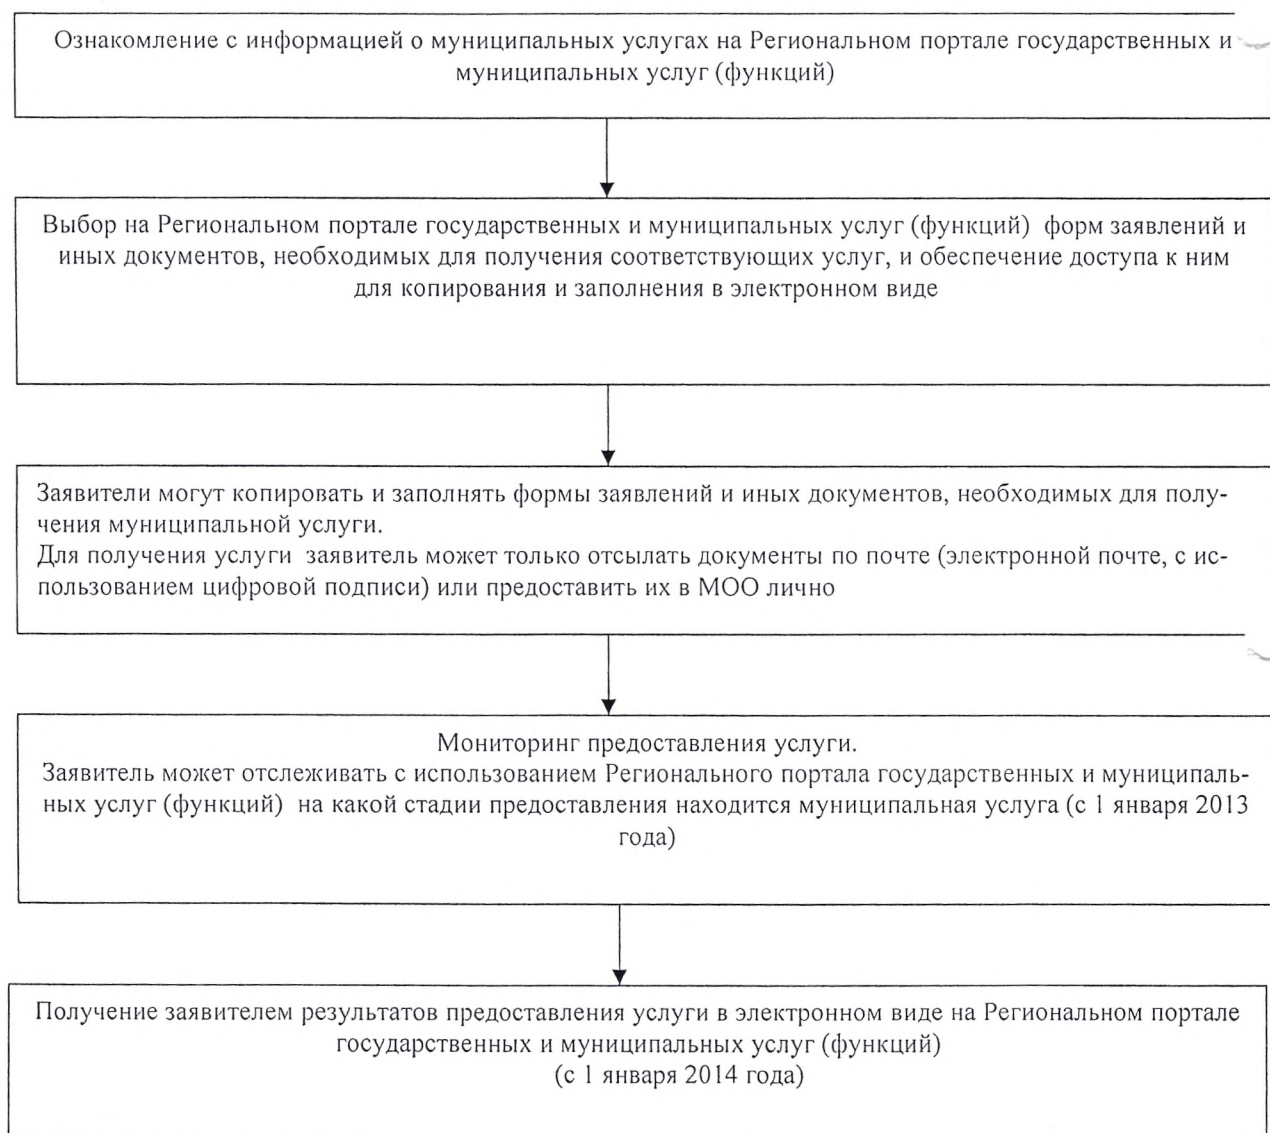 Ознакомление с информацией о муниципальных услугах на Региональном портале государственных и
муниципальных услуг (функций)
Выбор на Региональном портале государственных и муниципальных услуг (функций) форм заявлений и
иных документов, необходимых для получения соответствующих услуг, и обеспечение доступа к ним
для копирования и заполнения в электронном виде
Заявители могут копировать и заполнять формы заявлений и иных документов, необходимых для полу-
чения муниципальной услуги.
Для получения услуги заявитель может только отсылать документы по почте (электронной почте, с ис-
пользованием цифровой подписи) или предоставить их в МОО лично
Мониторинг предоставления услуги.
Заявитель может отслеживать с использованием Регионального портала государственных и муниципаль-
ных услуг (функций) на какой стадии предоставления находится муниципальная услуга (с 1 января 2013
года)
Получение заявителем результатов предоставления услуги в электронном виде на Региональном портале
государственных и муниципальных услуг (функций)
(с 1 января 2014 года)